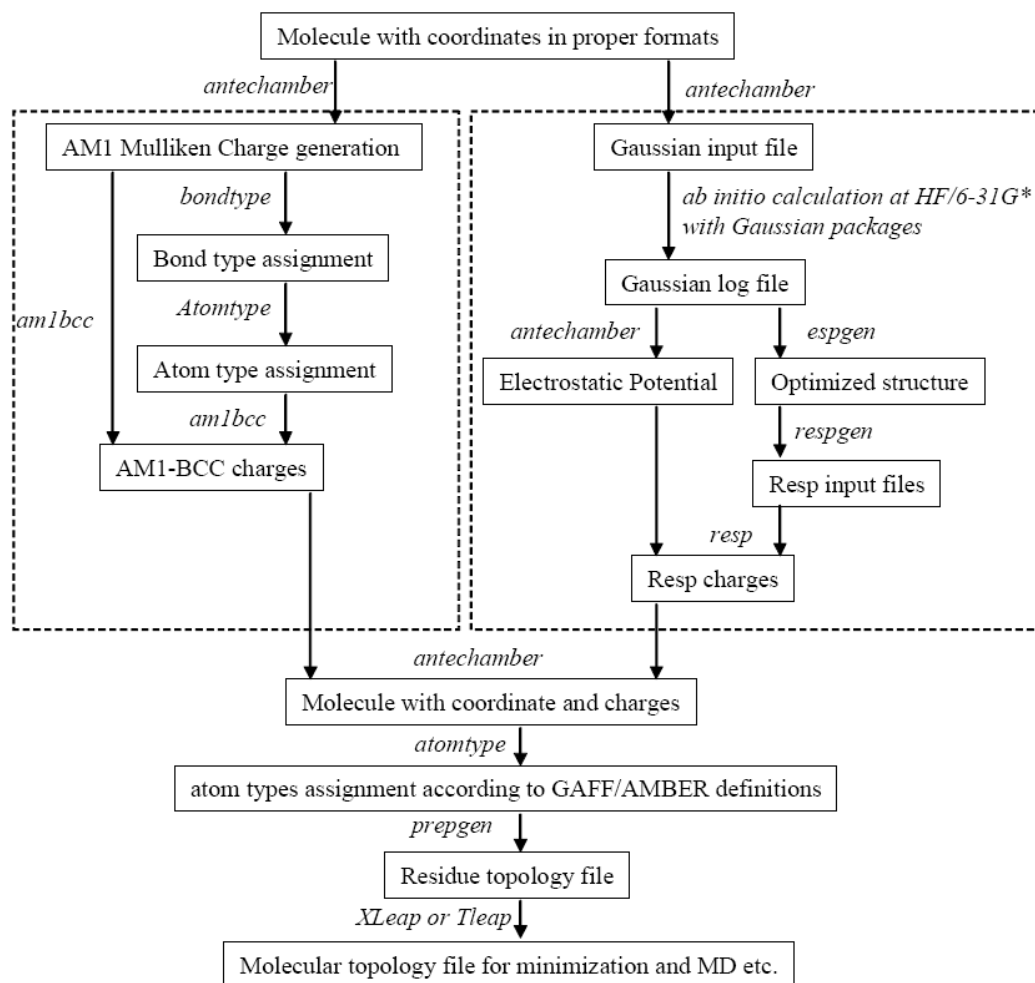 Molecule with coordinates in proper formats
antechamber
antechamber
AM1 Mulliken Charge generation
bondtype
Bond type assignment
Atomtype
am1bcc
Atom type assignment
am1bcc
AM1-BCC charges
Gaussian input file
ab initio calculation at HF/6-31G*
with Gaussian packages
Gaussian log file
antechamber
espgen
Electrostatic Potential
Optimized structure
respgen
Resp input files
resp
Resp charges
antechamber
Molecule with coordinate and charges
atomtype
atom types assignment according to GAFF/AMBER definitions
prepgen
Residue topology file
XLeap or Tleap
Molecular topology file for minimization and MD etc.